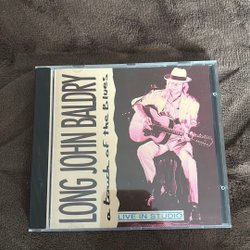 LONG JOHN BALDRY
a touch of the Blues
LIVE IN STUDIO